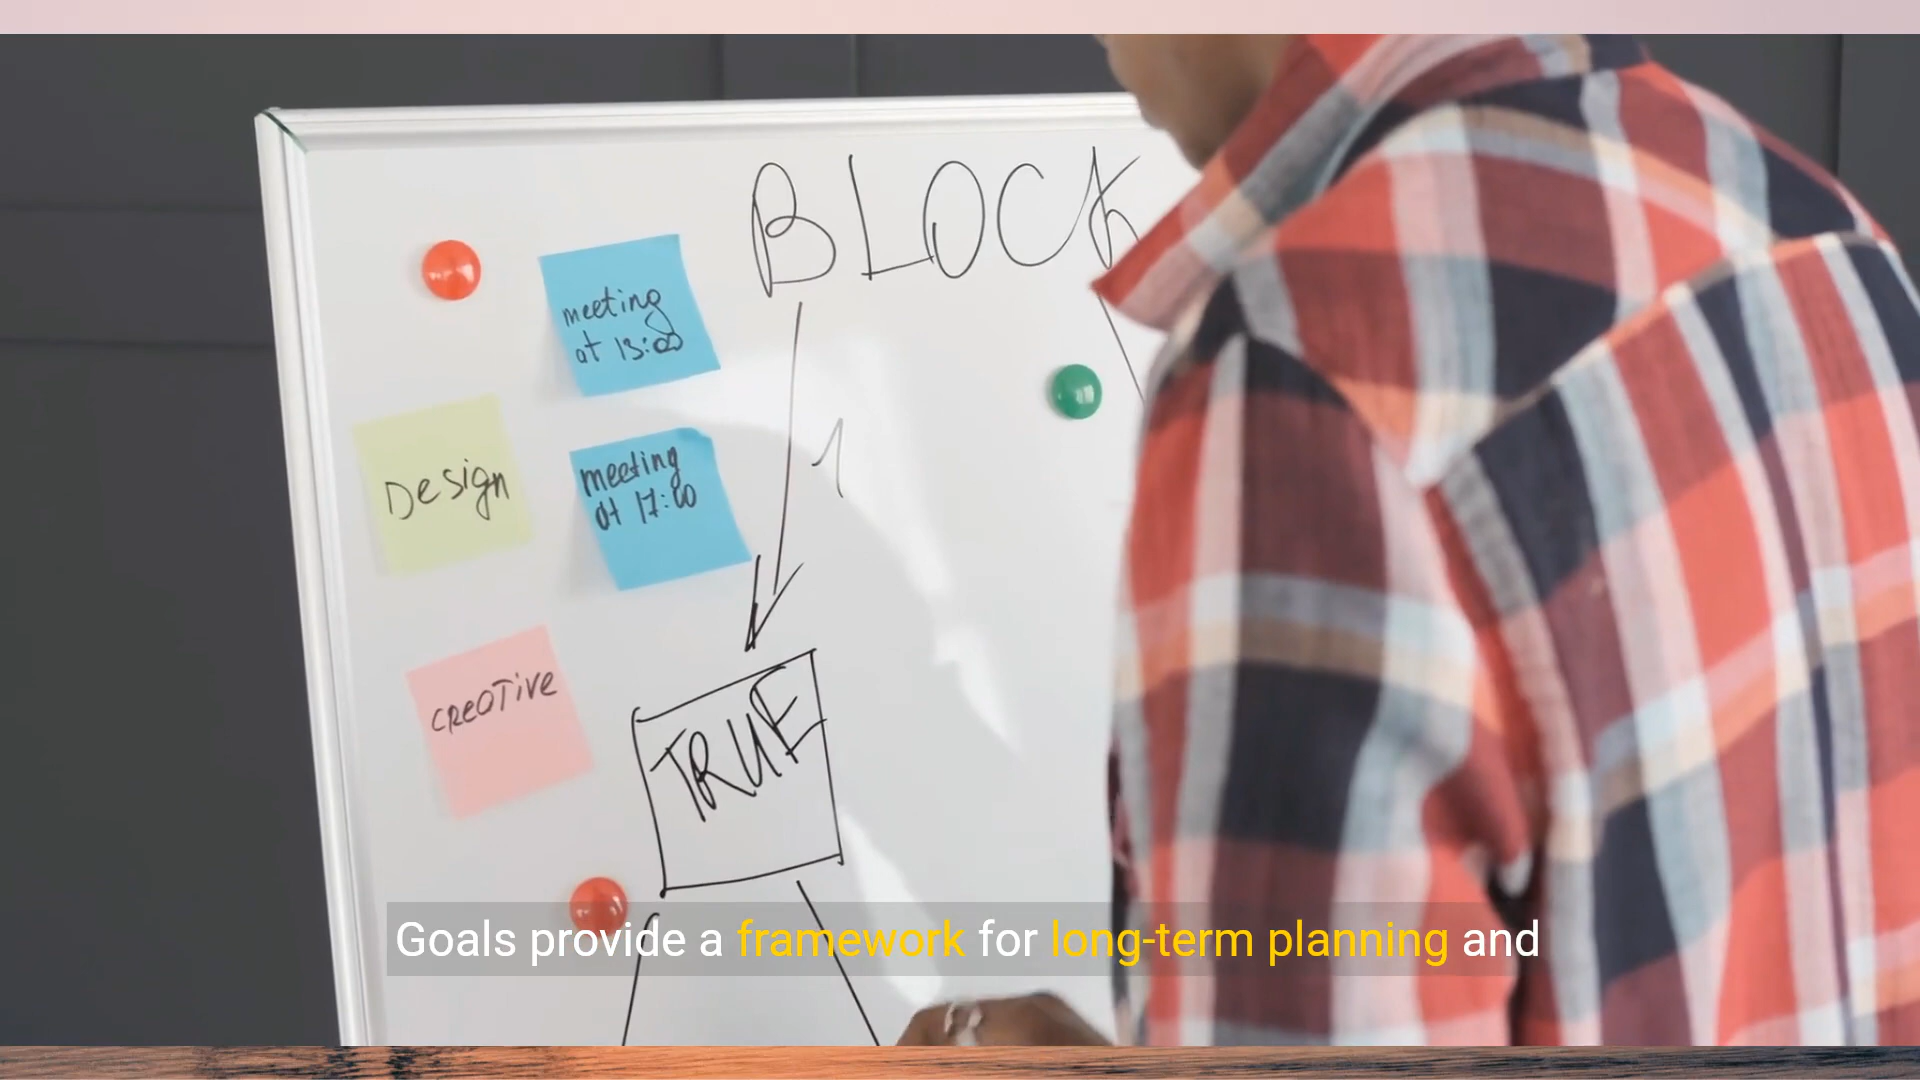 BLOCK
meeting
at 13:00
1
Design
meeting
at 17:00
creative
TRUE
Goals provide a framework for long-term planning and